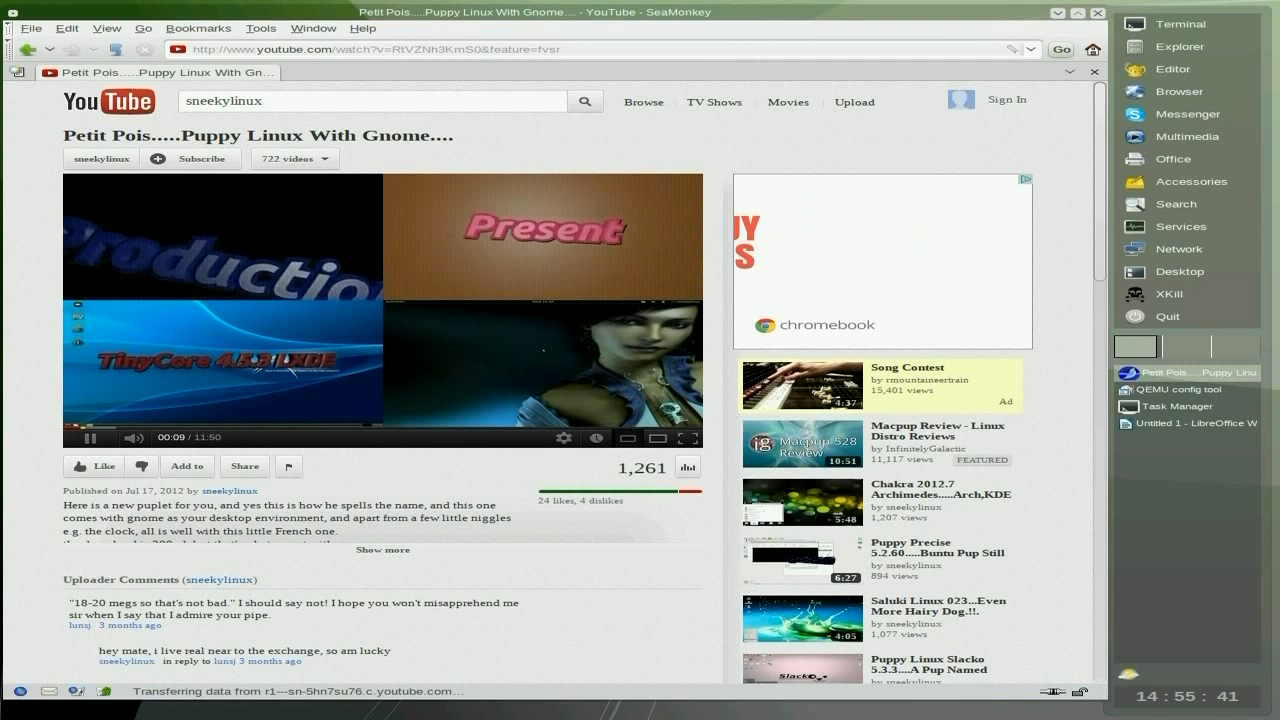 Petit Pois.....Puppy Linux With Gnome.... - YouTube - SeaMonkey
File Edit View Go Bookmarks Tools Window Help
http://www.youtube.com/watch?v=RtVZNh3KmS0&feature=fvsr
Go
Petit Pois.....Puppy Linux With Gn...
YouTube
sneekylinux
Browse TV Shows Movies Upload
Sign In
Petit Pois.....Puppy Linux With Gnome....
sneekylinux Subscribe 722 videos
Productio
Present
TinyCore 4.5.3 LXDE
00:09 / 11:50
Like Add to Share
1,261
24 likes, 4 dislikes
Published on Jul 17, 2012 by sneekylinux
Here is a new puplet for you, and yes this is how he spells the name, and this one
comes with gnome as your desktop environment, and apart from a few little niggles
e.g. the clock, all is well with this little French one.
Show more
Uploader Comments (sneekylinux)
"18-20 megs so that's not bad." I should say not! I hope you won't misapprehend me
sir when I say that I admire your pipe.
lunsj 3 months ago
hey mate, i live real near to the exchange, so am lucky
sneekylinux in reply to lunsj 3 months ago
UY
S
chromebook
Song Contest
by rmountaineertrain
15,401 views
Ad
4:37
Macpup Review - Linux
Distro Reviews
by InfinitelyGalactic
11,117 views FEATURED
Macpup 528
Review
10:51
Chakra 2012.7
Archimedes.....Arch,KDE
by sneekylinux
1,207 views
5:48
Puppy Precise
5.2.60.....Buntu Pup Still
by sneekylinux
894 views
6:27
Saluki Linux 023...Even
More Hairy Dog.!!.
by sneekylinux
1,077 views
4:05
Puppy Linux Slacko
5.3.3....A Pup Named
by sneekylinux
Slacko
Transferring data from r1---sn-5hn7su76.c.youtube.com...
Terminal
Explorer
Editor
Browser
Messenger
Multimedia
Office
Accessories
Search
Services
Network
Desktop
XKill
Quit
Petit Pois.....Puppy Linu
QEMU config tool
Task Manager
Untitled 1 - LibreOffice W
14 : 55 : 41